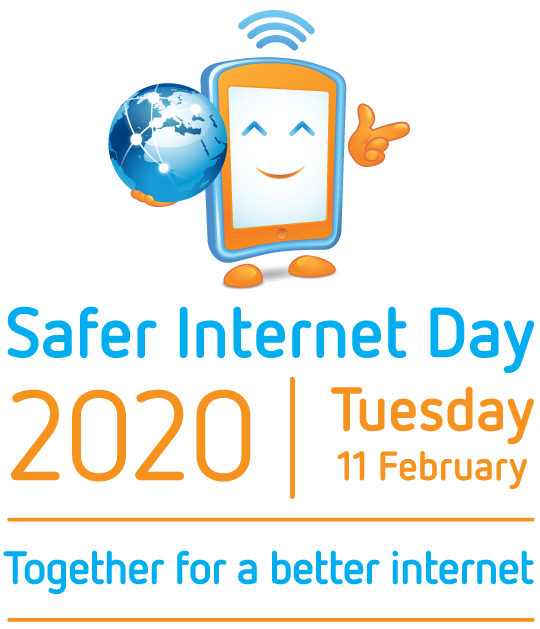 Safer Internet Day
2020
Tuesday
11 February
Together for a better internet